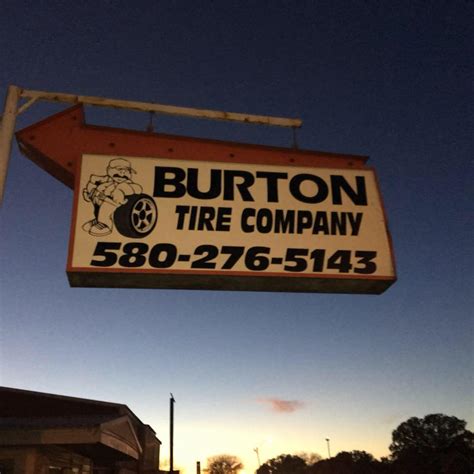 BURTON
TIRE COMPANY
580-276-5143